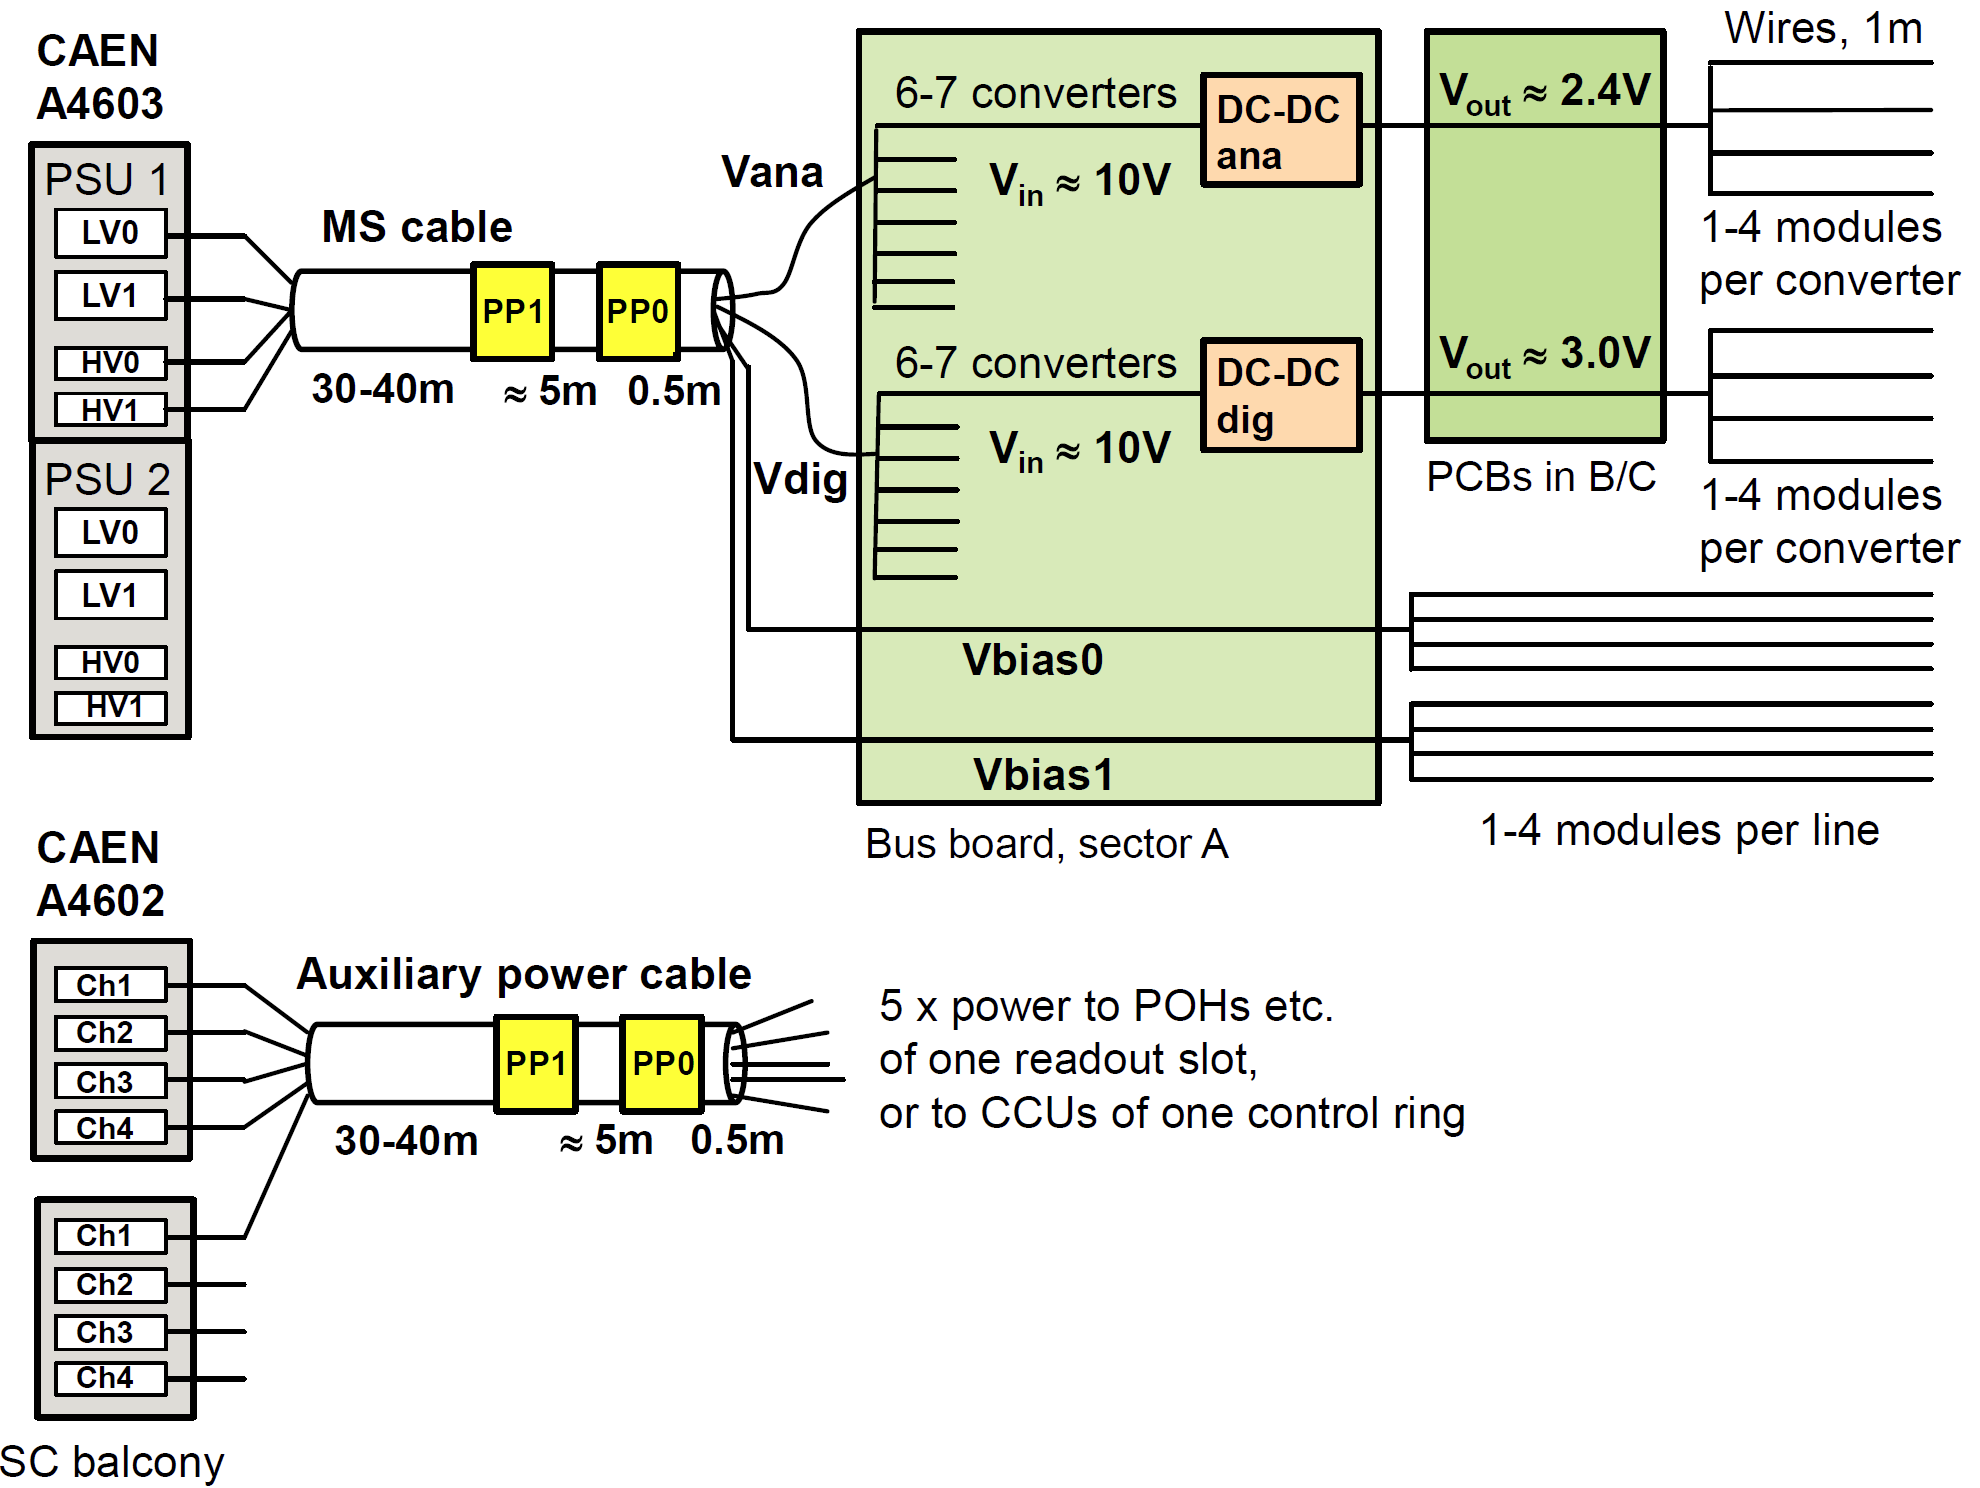 CAEN
A4603
PSU 1
LV0
LV1
HV0
HV1
PSU 2
LV0
LV1
HV0
HV1
MS cable
PP1
PP0
30-40m
≈ 5m
0.5m
Vana
Vdig
6-7 converters
Vin ≈ 10V
DC-DC
ana
6-7 converters
Vin ≈ 10V
DC-DC
dig
Vbias0
Vbias1
Bus board, sector A
Vout ≈ 2.4V
Vout ≈ 3.0V
PCBs in B/C
Wires, 1m
1-4 modules
per converter
1-4 modules
per converter
1-4 modules per line
CAEN
A4602
Ch1
Ch2
Ch3
Ch4
Ch1
Ch2
Ch3
Ch4
SC balcony
Auxiliary power cable
PP1
PP0
30-40m
≈ 5m
0.5m
5 x power to POHs etc.
of one readout slot,
or to CCUs of one control ring